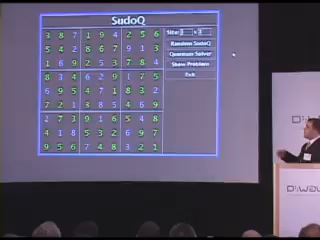 SudoQ
3 8 7 1 9 4 2 5 6
5 4 2 8 6 7 9 1 3
1 6 9 2 5 3 7 8 4
8 3 4 6 2 9 1 7 5
6 9 5 4 7 1 8 3 2
7 2 1 3 8 5 4 6 9
2 7 3 9 1 6 5 4 8
4 1 8 5 3 2 6 9 7
9 5 6 7 4 8 3 2 1
Size: 3 x 3
Random SudoQ
Quantum Solver
Show Problem
Exit